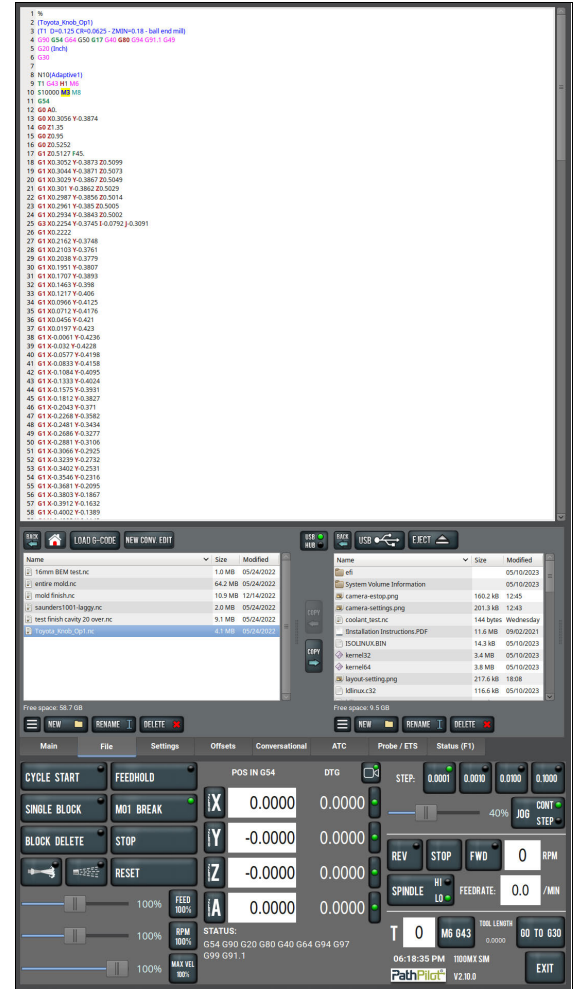 1 %
2 (Toyota_Knob_Op1)
3 (T1 D=0.125 CR=0.0625 - ZMIN=0.18 - ball end mill)
4 G90 G54 G64 G50 G17 G40 G80 G94 G91.1 G49
5 G20 (Inch)
6 G30
7
8 N10(Adaptive1)
9 T1 G43 H1 M6
10 S10000 M3 M8
11 G54
12 G0 A0.
13 G0 X0.3056 Y-0.3874
14 G0 Z1.35
15 G0 Z0.95
16 G0 Z0.5252
17 G1 Z0.5127 F45.
18 G1 X0.3052 Y-0.3873 Z0.5099
19 G1 X0.3044 Y-0.3871 Z0.5073
20 G1 X0.3029 Y-0.3867 Z0.5049
21 G1 X0.301 Y-0.3862 Z0.5029
22 G1 X0.2987 Y-0.3856 Z0.5014
23 G1 X0.2961 Y-0.385 Z0.5005
24 G1 X0.2934 Y-0.3843 Z0.5002
25 G3 X0.2254 Y-0.3745 I-0.0792 J-0.3091
26 G1 X0.2222
27 G1 X0.2162 Y-0.3748
28 G1 X0.2103 Y-0.3761
29 G1 X0.2038 Y-0.3779
30 G1 X0.1951 Y-0.3807
31 G1 X0.1707 Y-0.3893
32 G1 X0.1463 Y-0.398
33 G1 X0.1217 Y-0.406
34 G1 X0.0966 Y-0.4125
35 G1 X0.0712 Y-0.4176
36 G1 X0.0456 Y-0.421
37 G1 X0.0197 Y-0.423
38 G1 X-0.0061 Y-0.4236
39 G1 X-0.032 Y-0.4228
40 G1 X-0.0577 Y-0.4198
41 G1 X-0.0833 Y-0.4158
42 G1 X-0.1084 Y-0.4095
43 G1 X-0.1333 Y-0.4024
44 G1 X-0.1575 Y-0.3931
45 G1 X-0.1812 Y-0.3827
46 G1 X-0.2043 Y-0.371
47 G1 X-0.2268 Y-0.3582
48 G1 X-0.2481 Y-0.3434
49 G1 X-0.2686 Y-0.3277
50 G1 X-0.2881 Y-0.3106
51 G1 X-0.3066 Y-0.2925
52 G1 X-0.3239 Y-0.2732
53 G1 X-0.3402 Y-0.2531
54 G1 X-0.3546 Y-0.2316
55 G1 X-0.3681 Y-0.2095
56 G1 X-0.3803 Y-0.1867
57 G1 X-0.3912 Y-0.1632
58 G1 X-0.4002 Y-0.1389
BACK LOAD G-CODE NEW CONV. EDIT USB HUB BACK USB EJECT
Name Size Modified
16mm BEM test.nc 1.0 MB 05/24/2022
entire mold.nc 64.2 MB 05/24/2022
mold finish.nc 10.9 MB 12/14/2022
saunders1001-laggy.nc 2.0 MB 05/24/2022
test finish cavity 20 over.nc 9.1 MB 05/24/2022
Toyota_Knob_Op1.nc 4.1 MB 05/24/2022
COPY
COPY
Name Size Modified
efi 05/10/2023
System Volume Information 05/10/2023
camera-estop.png 160.2 kB 12:45
camera-settings.png 201.3 kB 12:43
coolant_test.nc 144 bytes Wednesday
!Installation Instructions.PDF 11.6 MB 09/02/2021
ISOLINUX.BIN 14.3 kB 05/10/2023
kernel32 3.4 MB 05/10/2023
kernel64 3.8 MB 05/10/2023
layout-setting.png 217.6 kB 18:08
ldlinux.c32 116.6 kB 05/10/2023
Free space: 58.7 GB Free space: 9.5 GB
NEW RENAME DELETE NEW RENAME DELETE
Main File Settings Offsets Conversational ATC Probe / ETS Status (F1)
CYCLE START FEEDHOLD
SINGLE BLOCK M01 BREAK
BLOCK DELETE STOP
RESET
100% FEED 100%
100% RPM 100%
100% MAX VEL 100%
POS IN G54 DTG
X 0.0000 0.0000
Y -0.0000 0.0000
Z -0.0000 0.0000
A 0.0000 0.0000
STATUS:
G54 G90 G20 G80 G40 G64 G94 G97
G99 G91.1
STEP: 0.0001 0.0010 0.0100 0.1000
40% JOG CONT STEP
REV STOP FWD 0 RPM
SPINDLE HI LO FEEDRATE: 0.0 /MIN
T 0 M6 G43 TOOL LENGTH 0.0000 GO TO G30
06:18:35 PM 1100MX SIM
PathPilot V2.10.0 EXIT